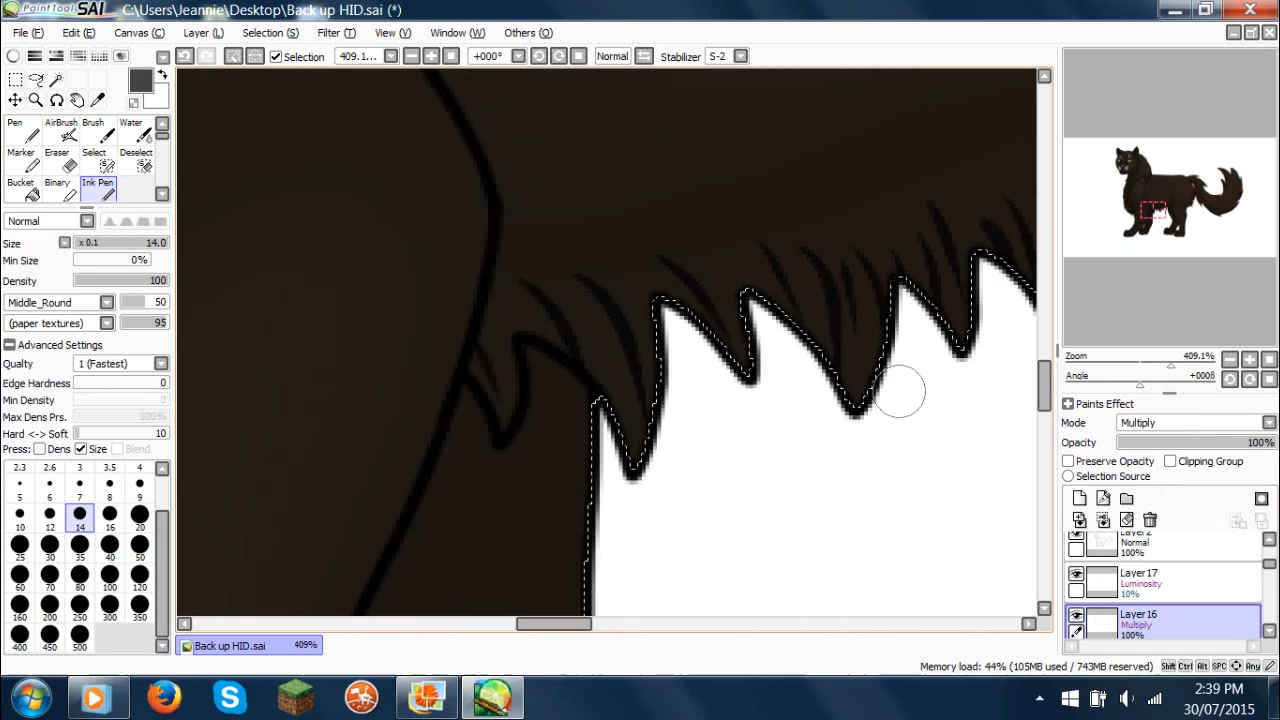 PaintTool SAI C:\Users\Jeannie\Desktop\Back up HID.sai (*)
File (F) Edit (E) Canvas (C) Layer (L) Selection (S) Filter (T) View (V) Window (W) Others (O)
Selection 409.1... +000° Normal Stabilizer S-2
Pen AirBrush Brush Water
Marker Eraser Select Deselect
Bucket Binary Ink Pen
Normal
Size x 0.1 14.0
Min Size 0%
Density 100
Middle_Round 50
(paper textures) 95
Advanced Settings
Quality 1 (Fastest)
Edge Hardness 0
Min Density 0
Max Dens Prs. 100%
Hard <-> Soft 10
Press: Dens Size Blend
2.3 2.6 3 3.5 4
5 6 7 8 9
10 12 14 16 20
25 30 35 40 50
60 70 80 100 120
160 200 250 300 350
400 450 500
Zoom 409.1%
Angle +000δ
Paints Effect
Mode Multiply
Opacity 100%
Preserve Opacity Clipping Group
Selection Source
Layer2
Normal
100%
Layer17
Luminosity
10%
Layer16
Multiply
100%
Back up HID.sai 409%
Memory load: 44% (105MB used / 743MB reserved) Shift Ctrl Alt SPC Any
2:39 PM
30/07/2015